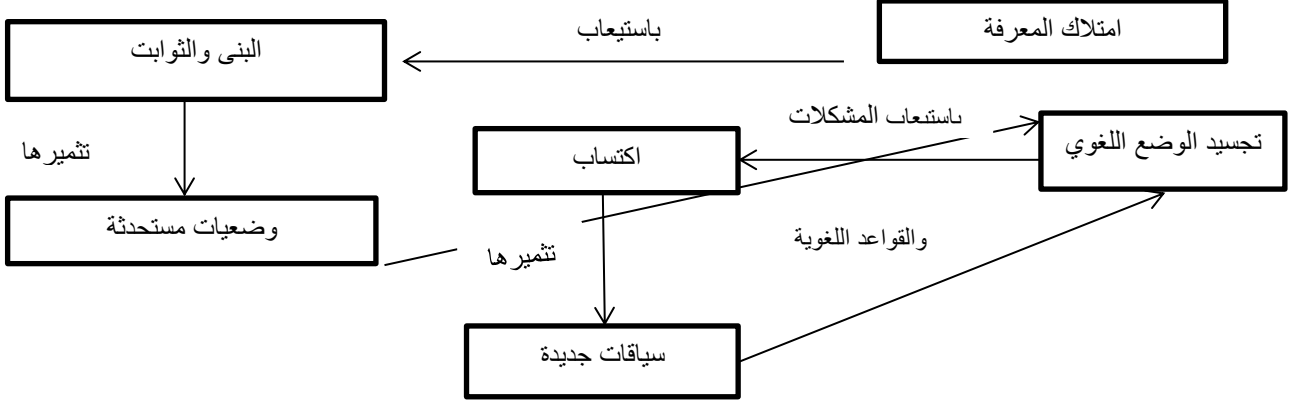 امتلاك المعرفة
باستيعاب
البنى والثوابت
تثميرها
وضعيات مستحدثة
باستيعاب المشكلات
تجسيد الوضع اللغوي
اكتساب
والقواعد اللغوية
تثميرها
سياقات جديدة